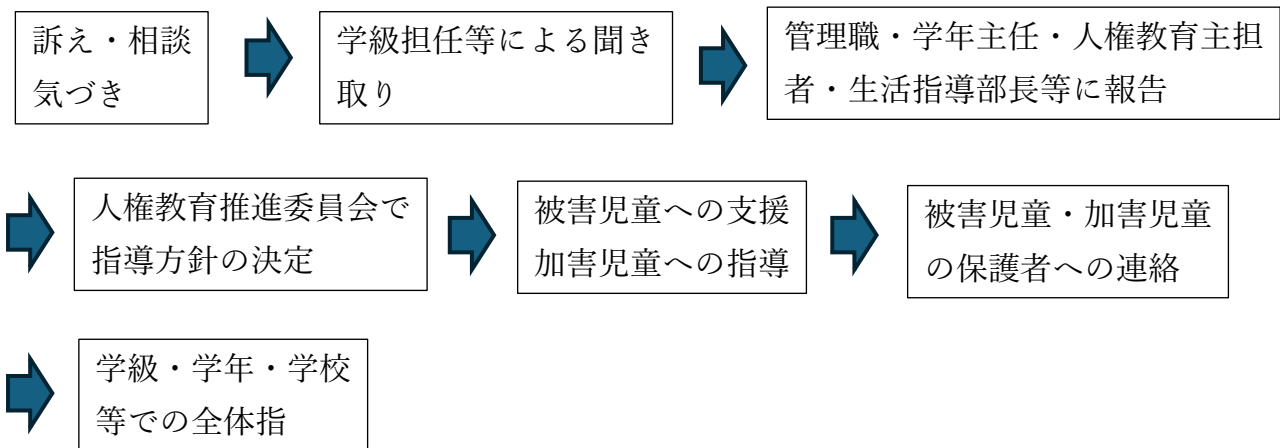 訴え・相談
気づき
学級担任等による聞き
取り
管理職・学年主任・人権教育主担
者・生活指導部長等に報告
人権教育推進委員会で
指導方針の決定
被害児童への支援
加害児童への指導
被害児童・加害児童
の保護者への連絡
学級・学年・学校
等での全体指